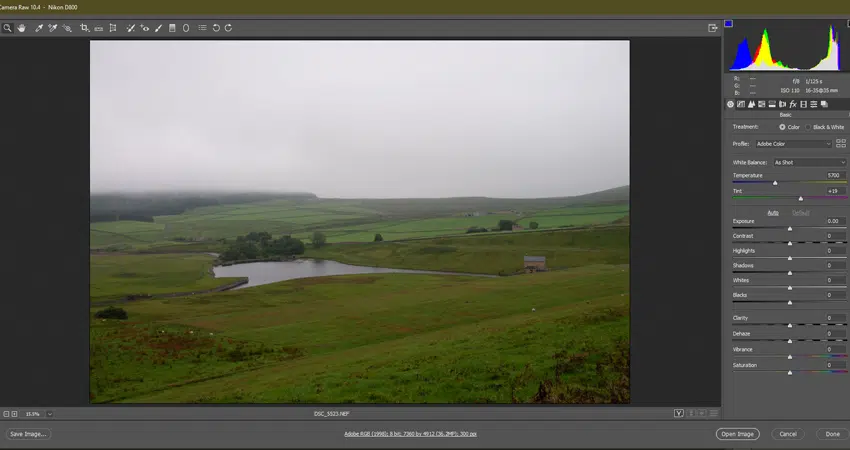 Camera Raw 10.4 - Nikon D800
R: ---
G: ---
B: ---
f/8 1/125 s
ISO 110 16-35@35 mm
Basic
Treatment: Color Black & White
Profile: Adobe Color
White Balance: As Shot
Temperature 5700
Tint +19
Auto Default
Exposure 0.00
Contrast 0
Highlights 0
Shadows 0
Whites 0
Blacks 0
Clarity 0
Dehaze 0
Vibrance 0
Saturation 0
15.5% DSC_5523.NEF Y
Save Image... Adobe RGB (1998); 8 bit; 7360 by 4912 (36.2MP); 300 ppi Open Image Cancel Done